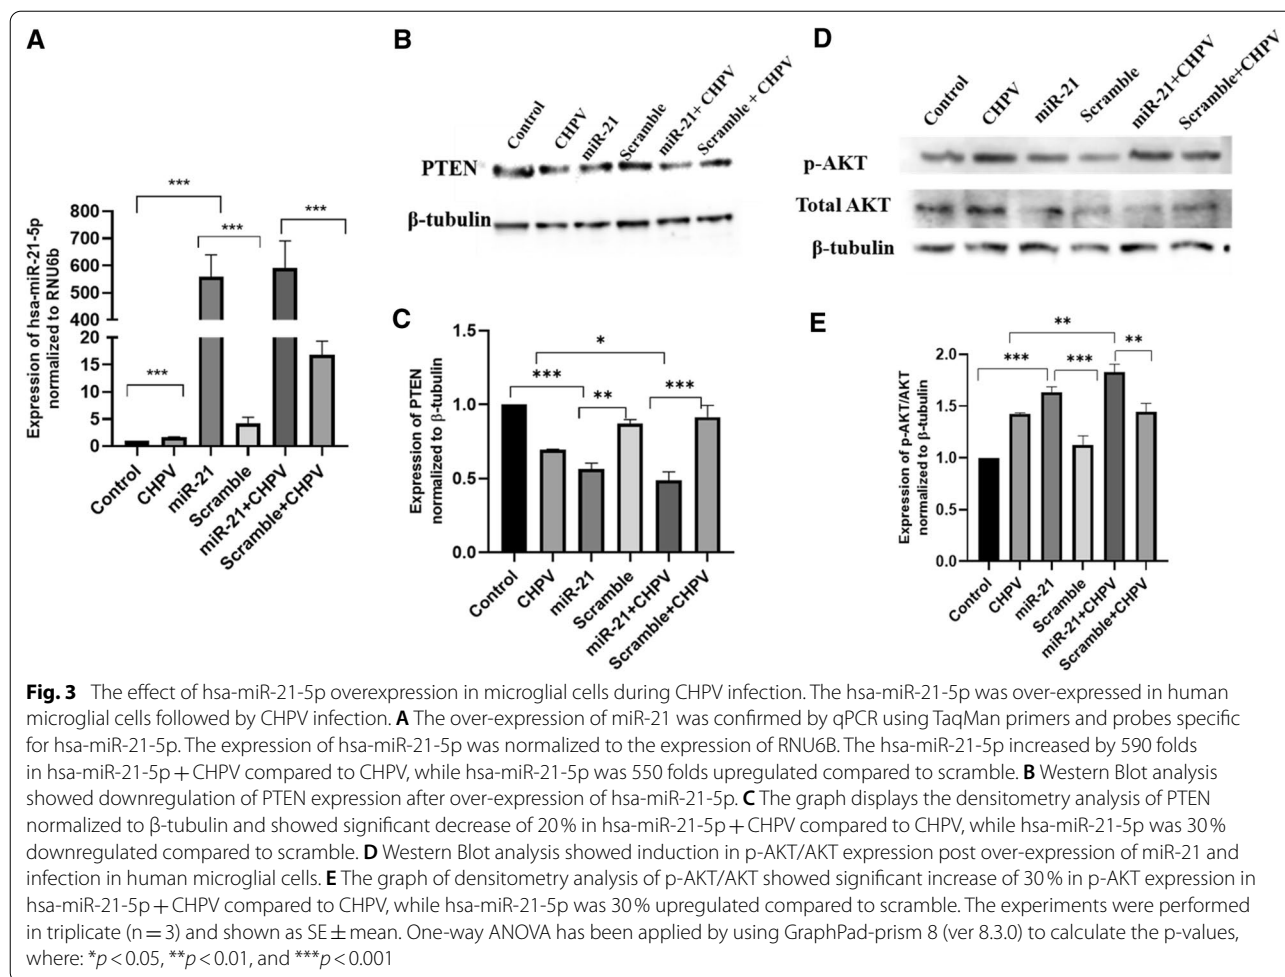 A
Expression of hsa-miR-21-5p
normalized to RNU6b
800
700
600
500
400
20
15
10
5
0
***
***
***
***
Control
CHPV
miR-21
Scramble
miR-21+CHPV
Scramble+CHPV
B
Control
CHPV
miR-21
Scramble
miR-21+ CHPV
Scramble + CHPV
PTEN
β-tubulin
C
Expression of PTEN
normalized to β-tubulin
1.5
1.0
0.5
0.0
*
***
**
***
Control
CHPV
miR-21
Scramble
miR-21+CHPV
Scramble+CHPV
D
Control
CHPV
miR-21
Scramble
miR-21+CHPV
Scramble+CHPV
p-AKT
Total AKT
β-tubulin
E
Expression of p-AKT/AKT
normalized to β-tubulin
2.0
1.5
1.0
0.5
0.0
**
***
***
**
Control
CHPV
miR-21
Scramble
miR-21+CHPV
Scramble+CHPV
Fig. 3 The effect of hsa-miR-21-5p overexpression in microglial cells during CHPV infection. The hsa-miR-21-5p was over-expressed in human
microglial cells followed by CHPV infection. A The over-expression of miR-21 was confirmed by qPCR using TaqMan primers and probes specific
for hsa-miR-21-5p. The expression of hsa-miR-21-5p was normalized to the expression of RNU6B. The hsa-miR-21-5p increased by 590 folds
in hsa-miR-21-5p + CHPV compared to CHPV, while hsa-miR-21-5p was 550 folds upregulated compared to scramble. B Western Blot analysis
showed downregulation of PTEN expression after over-expression of hsa-miR-21-5p. C The graph displays the densitometry analysis of PTEN
normalized to β-tubulin and showed significant decrease of 20% in hsa-miR-21-5p + CHPV compared to CHPV, while hsa-miR-21-5p was 30%
downregulated compared to scramble. D Western Blot analysis showed induction in p-AKT/AKT expression post over-expression of miR-21 and
infection in human microglial cells. E The graph of densitometry analysis of p-AKT/AKT showed significant increase of 30% in p-AKT expression in
hsa-miR-21-5p + CHPV compared to CHPV, while hsa-miR-21-5p was 30% upregulated compared to scramble. The experiments were performed
in triplicate (n = 3) and shown as SE ± mean. One-way ANOVA has been applied by using GraphPad-prism 8 (ver 8.3.0) to calculate the p-values,
where: *p < 0.05, **p < 0.01, and ***p < 0.001